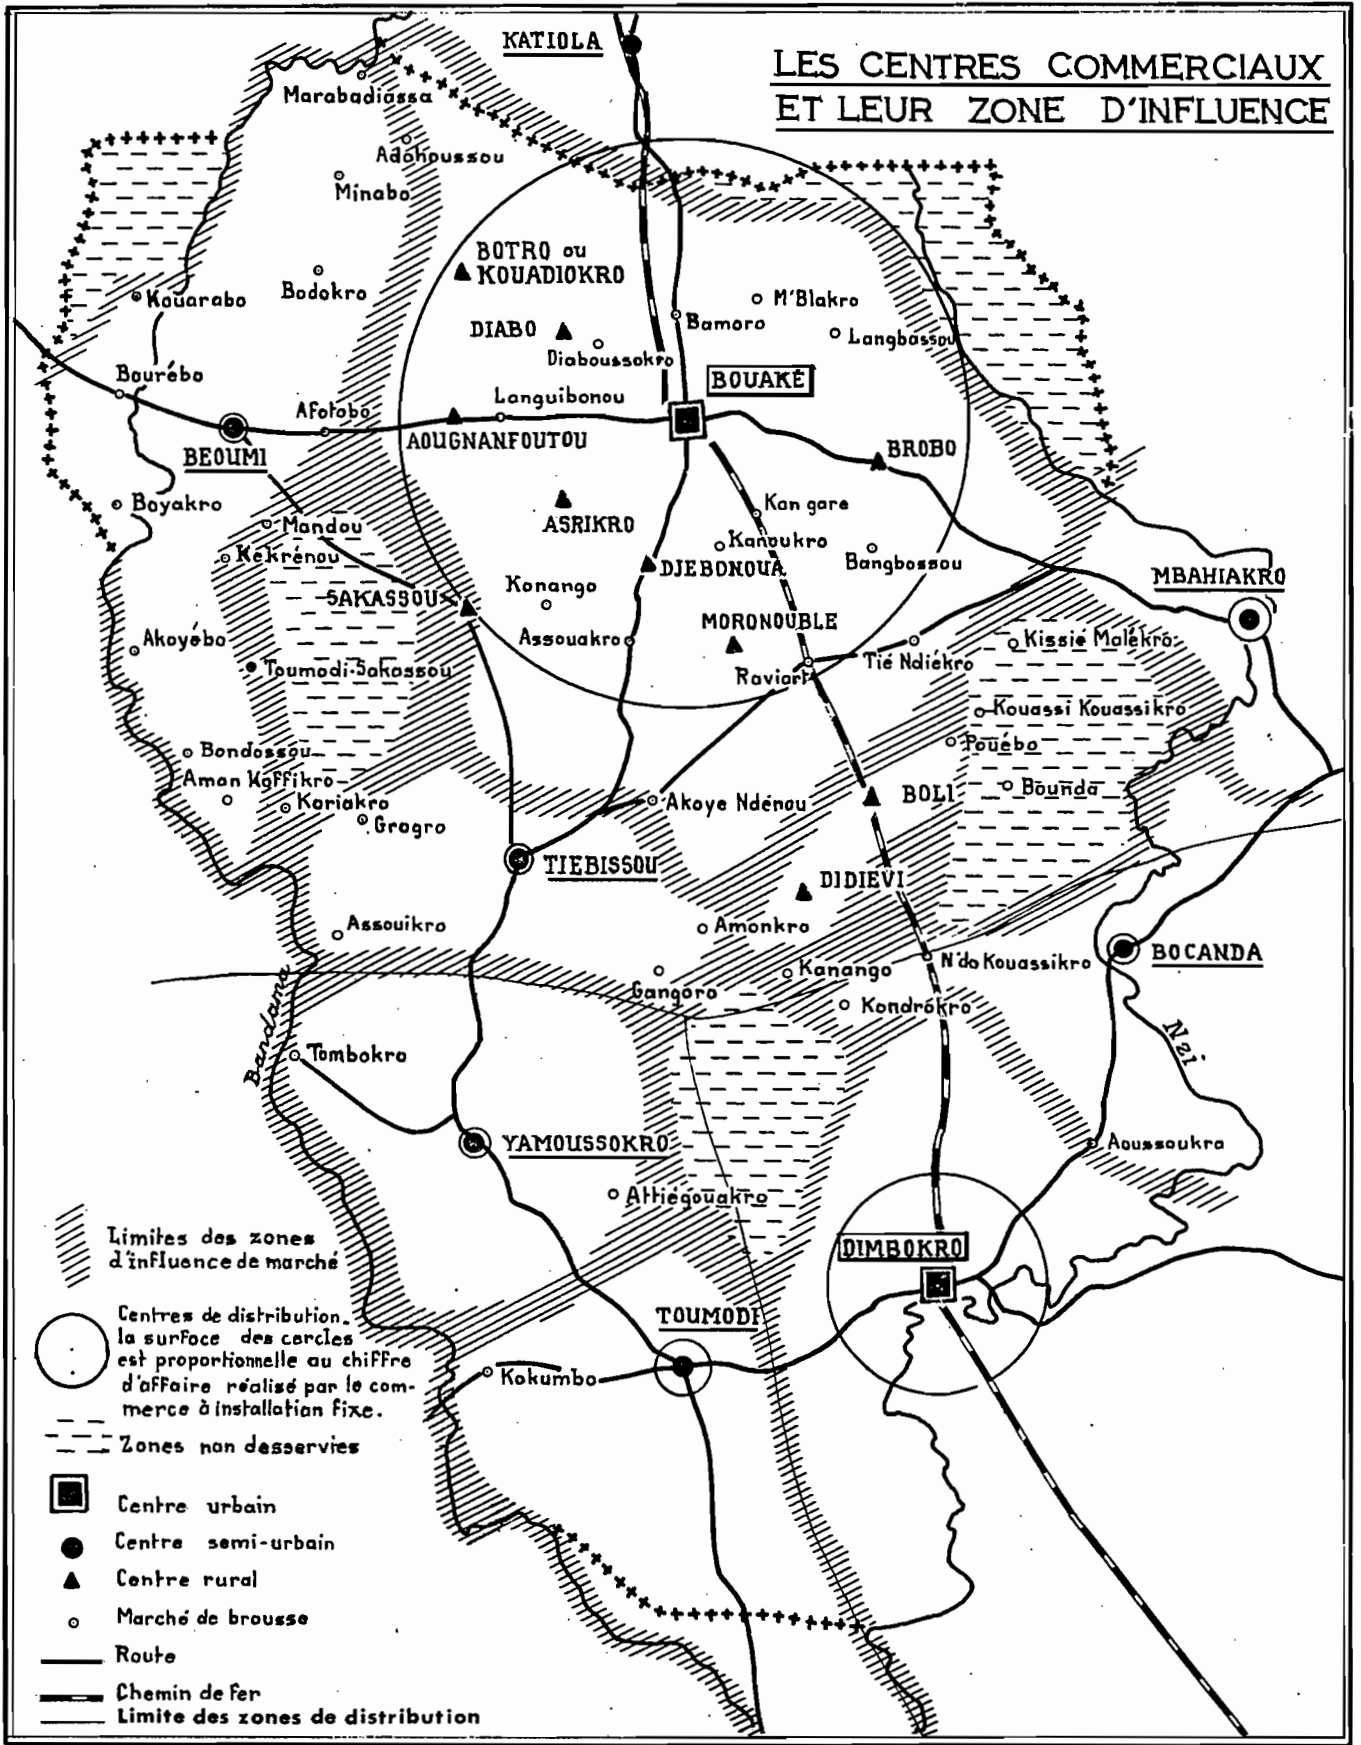 KATIOLA
LES CENTRES COMMERCIAUX
ET LEUR ZONE D'INFLUENCE
Marabadiassa
Adohoussou
Minabo
BOTRO ou
KOUADIOKRO
Bodokro
Kouarabo
M'Blakro
DIABO
Bamoro
Langbassou
Diaboussokro
Bourébo
BOUAKÉ
Languibonou
Afotobo
AOUGNANFOUTOU
BEOUMI
BROBO
Boyakro
Kan gare
Mandou
ASRIKRO
Kanoukro
Kékrénou
Bangbossou
DJEBONOUA
MBAHIAKRO
Konango
SAKASSOU
MORONOUBLE
Akoyébo
Assouakro
Kissié Malékro
Tié Ndiékro
Toumodi-Sakassou
Raviart
Kouassi Kouassikro
Pouébo
Bondossou
Aman Koffikro
Bounda
Koriakro
Akoye Ndénou
BOLI
Grogro
TIEBISSOU
DIDIEVI
Assouikro
Amonkro
BOCANDA
N'do Kouassikro
Kanango
Gangoro
Kondrókro
Bandama
Nzi
Tombokro
YAMOUSSOKRO
Aoussoukro
Attiégouakro
DIMBOKRO
TOUMODI
Kokumbo
Limites des zones
d'influence de marché
Centres de distribution.
la surface des cercles
est proportionnelle au chiffre
d'affaire réalisé par le com-
merce à installation fixe.
Zones non desservies
Centre urbain
Centre semi-urbain
Centre rural
Marché de brousse
Route
Chemin de fer
Limite des zones de distribution